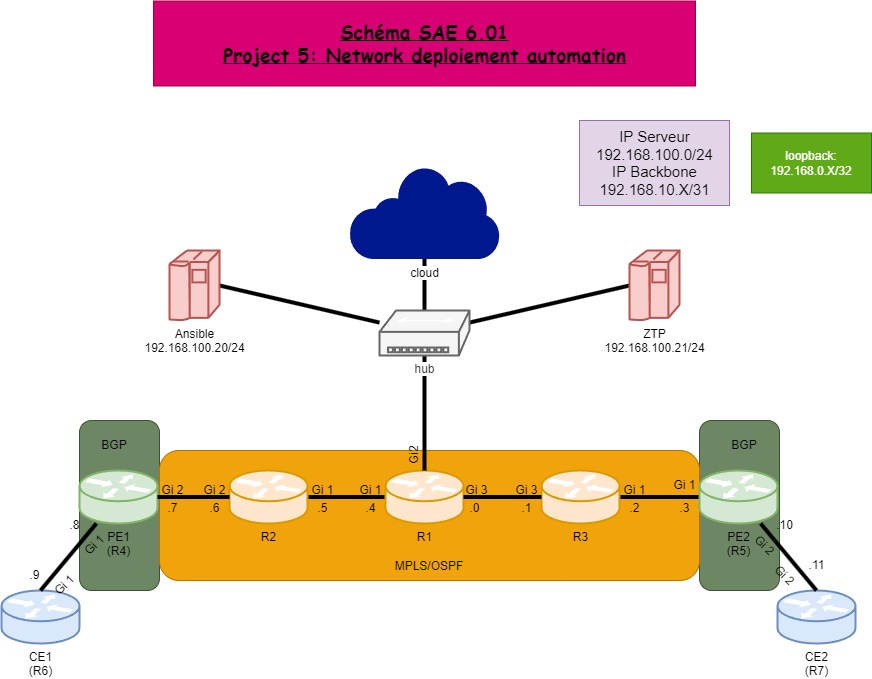 Schéma SAE 6.01
Project 5: Network deploiement automation
IP Serveur
192.168.100.0/24
IP Backbone
192.168.10.X/31
loopback:
192.168.0.X/32
cloud
Ansible
192.168.100.20/24
ZTP
192.168.100.21/24
hub
Gi2
BGP
BGP
Gi 2
Gi 2
Gi 1
Gi 1
Gi 3
Gi 3
Gi 1
Gi 1
.7
.6
.5
.4
.0
.1
.2
.3
PE1
(R4)
R2
R1
R3
PE2
(R5)
MPLS/OSPF
.8
Gi 1
.9
Gi 1
.10
Gi 2
.11
Gi 2
CE1
(R6)
CE2
(R7)